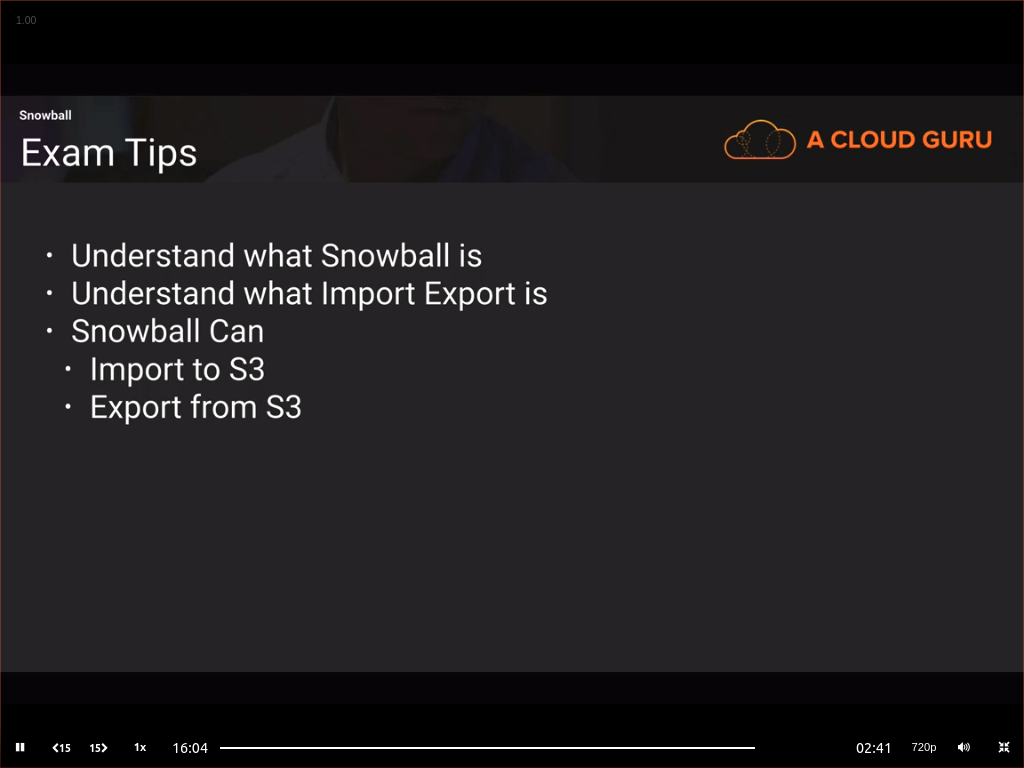 1.00
Snowball
Exam Tips
A CLOUD GURU
• Understand what Snowball is
• Understand what Import Export is
• Snowball Can
• Import to S3
• Export from S3
15 15 1x 16:04 02:41 720p